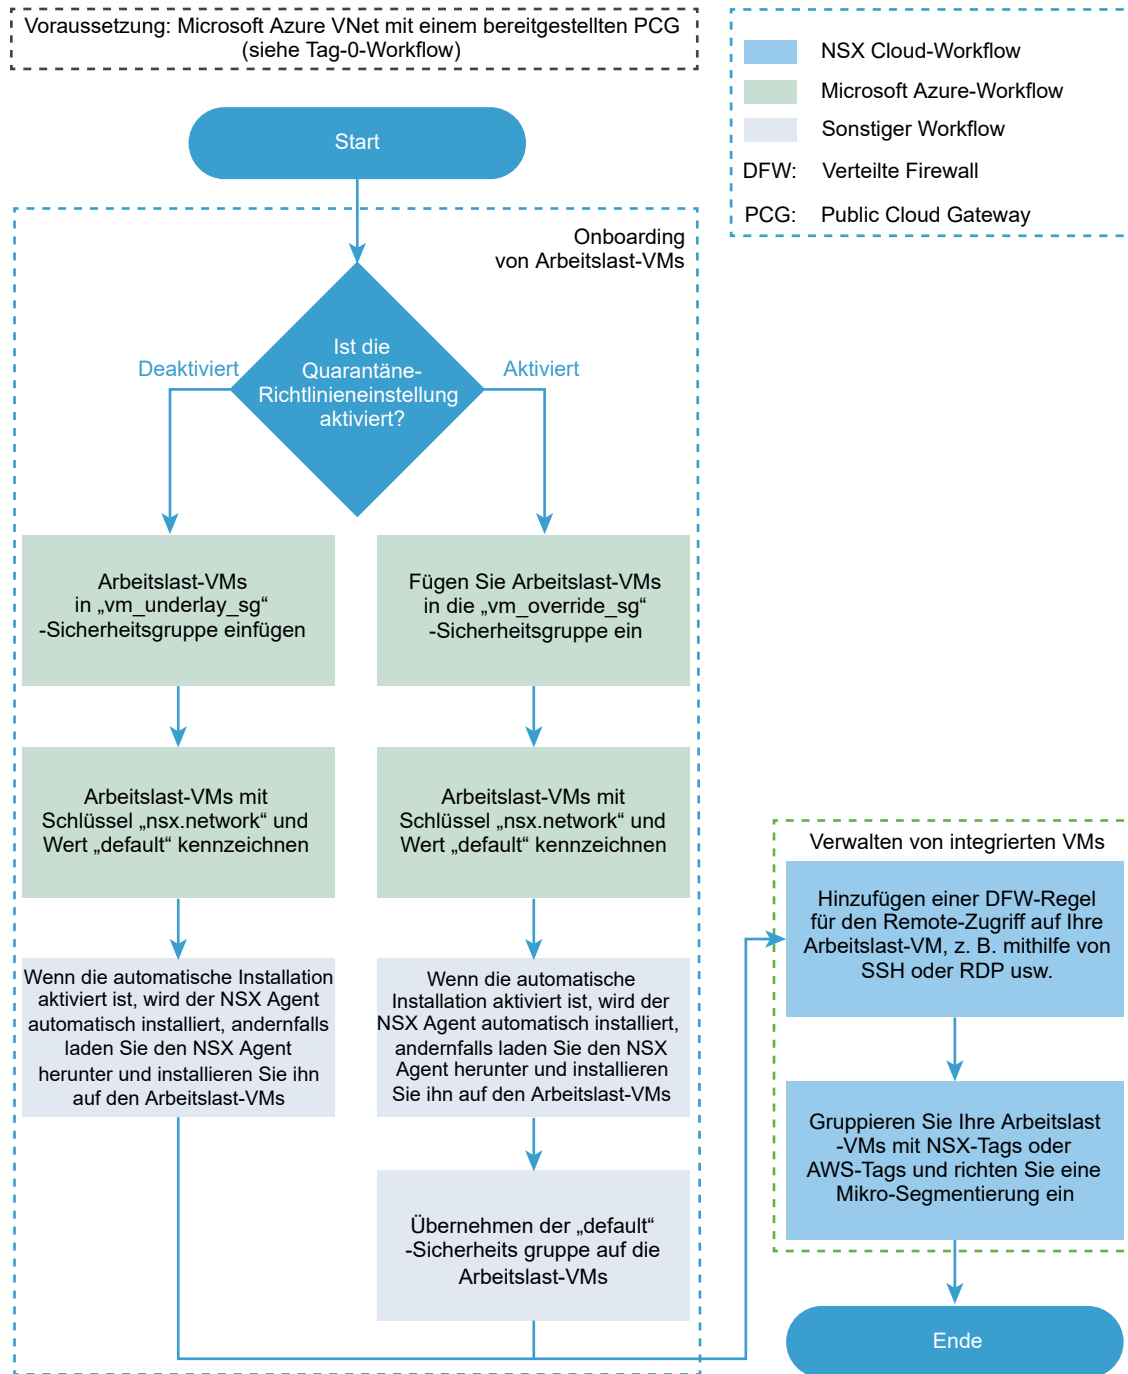 Voraussetzung: Microsoft Azure VNet mit einem bereitgestellten PCG
(siehe Tag-0-Workflow)
NSX Cloud-Workflow
Microsoft Azure-Workflow
Sonstiger Workflow
DFW: Verteilte Firewall
PCG: Public Cloud Gateway
Start
Onboarding
von Arbeitslast-VMs
Ist die
Quarantäne-
Richtlinieneinstellung
aktiviert?
Deaktiviert
Aktiviert
Arbeitslast-VMs
in „vm_underlay_sg“
-Sicherheitsgruppe einfügen
Fügen Sie Arbeitslast-VMs
in die „vm_override_sg“
-Sicherheitsgruppe ein
Arbeitslast-VMs mit
Schlüssel „nsx.network“ und
Wert „default“ kennzeichnen
Arbeitslast-VMs mit
Schlüssel „nsx.network“ und
Wert „default“ kennzeichnen
Wenn die automatische Installation
aktiviert ist, wird der NSX Agent
automatisch installiert, andernfalls
laden Sie den NSX Agent
herunter und installieren Sie ihn
auf den Arbeitslast-VMs
Wenn die automatische
Installation aktiviert ist, wird der
NSX Agent automatisch installiert,
andernfalls laden Sie den NSX
Agent herunter und installieren
Sie ihn auf den Arbeitslast-VMs
Übernehmen der „default“
-Sicherheits gruppe auf die
Arbeitslast-VMs
Verwalten von integrierten VMs
Hinzufügen einer DFW-Regel
für den Remote-Zugriff auf Ihre
Arbeitslast-VM, z. B. mithilfe von
SSH oder RDP usw.
Gruppieren Sie Ihre Arbeitslast
-VMs mit NSX-Tags oder
AWS-Tags und richten Sie eine
Mikro-Segmentierung ein
Ende